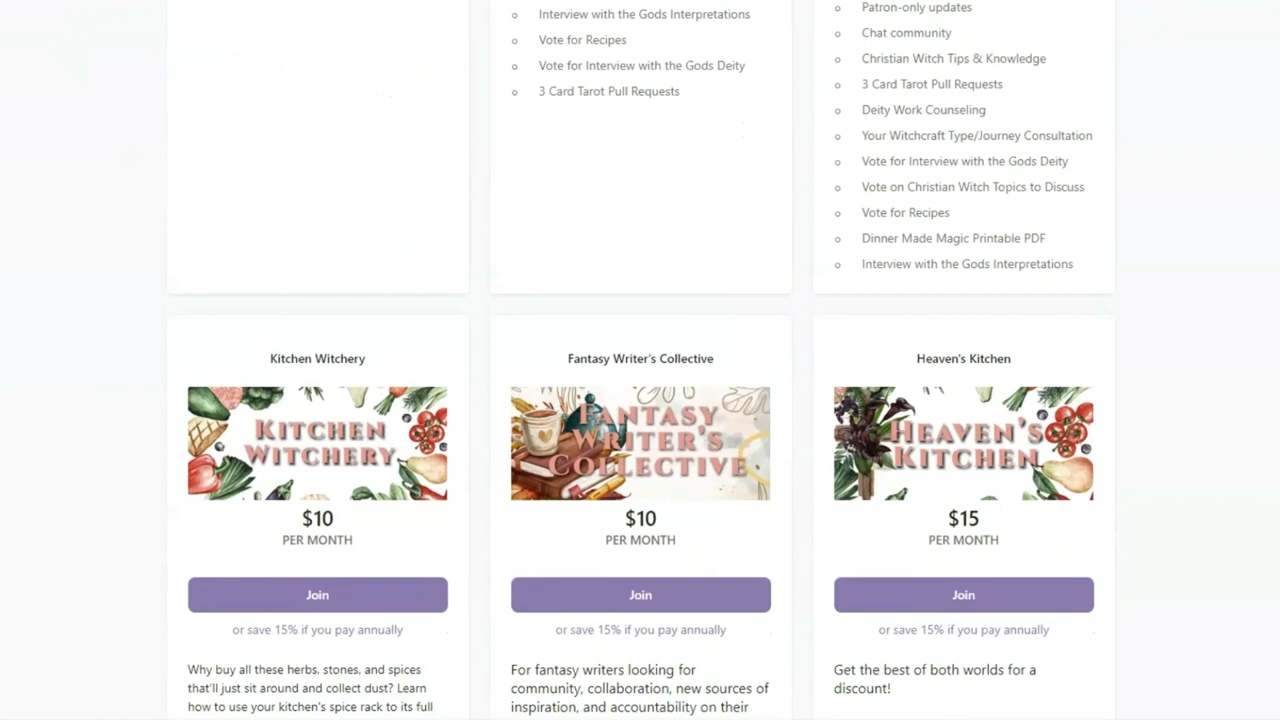 Interview with the Gods Interpretations
Vote for Recipes
Vote for Interview with the Gods Deity
3 Card Tarot Pull Requests
Patron-only updates
Chat community
Christian Witch Tips & Knowledge
3 Card Tarot Pull Requests
Deity Work Counseling
Your Witchcraft Type/Journey Consultation
Vote for Interview with the Gods Deity
Vote on Christian Witch Topics to Discuss
Vote for Recipes
Dinner Made Magic Printable PDF
Interview with the Gods Interpretations
Kitchen Witchery
KITCHEN
WITCHERY
$10
PER MONTH
Join
or save 15% if you pay annually
Why buy all these herbs, stones, and spices
that'll just sit around and collect dust? Learn
how to use your kitchen's spice rack to its full
Fantasy Writer's Collective
FANTASY
WRITER'S
COLLECTIVE
$10
PER MONTH
Join
or save 15% if you pay annually
For fantasy writers looking for
community, collaboration, new sources of
inspiration, and accountability on their
Heaven's Kitchen
HEAVEN'S
KITCHEN
$15
PER MONTH
Join
or save 15% if you pay annually
Get the best of both worlds for a
discount!